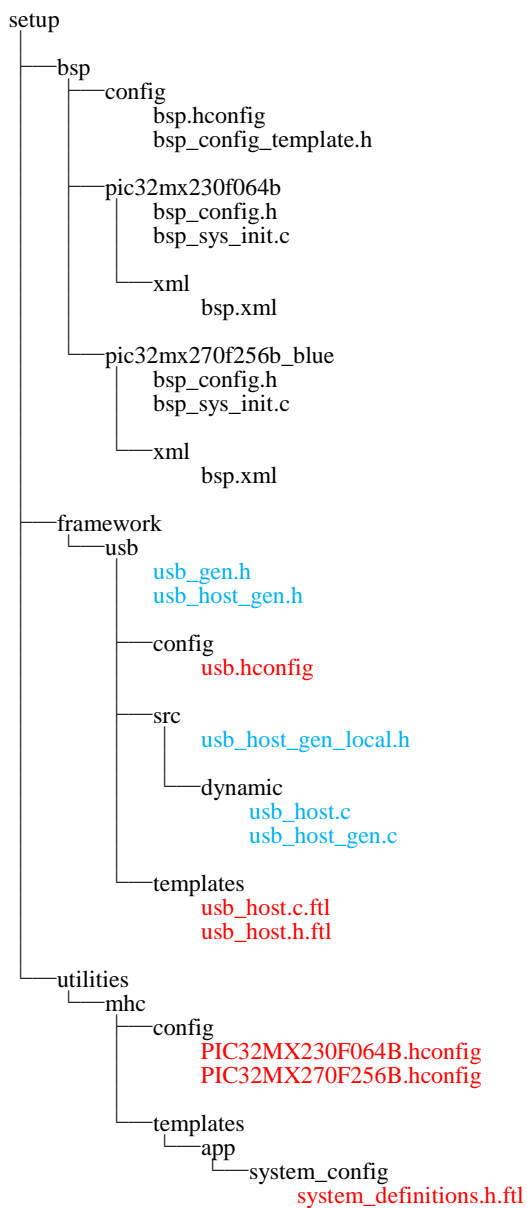 setup
bsp
config
bsp.hconfig
bsp_config_template.h
pic32mx230f064b
bsp_config.h
bsp_sys_init.c
xml
bsp.xml
pic32mx270f256b_blue
bsp_config.h
bsp_sys_init.c
xml
bsp.xml
framework
usb
usb_gen.h
usb_host_gen.h
config
usb.hconfig
src
usb_host_gen_local.h
dynamic
usb_host.c
usb_host_gen.c
templates
usb_host.c.ftl
usb_host.h.ftl
utilities
mhc
config
PIC32MX230F064B.hconfig
PIC32MX270F256B.hconfig
templates
app
system_config
system_definitions.h.ftl